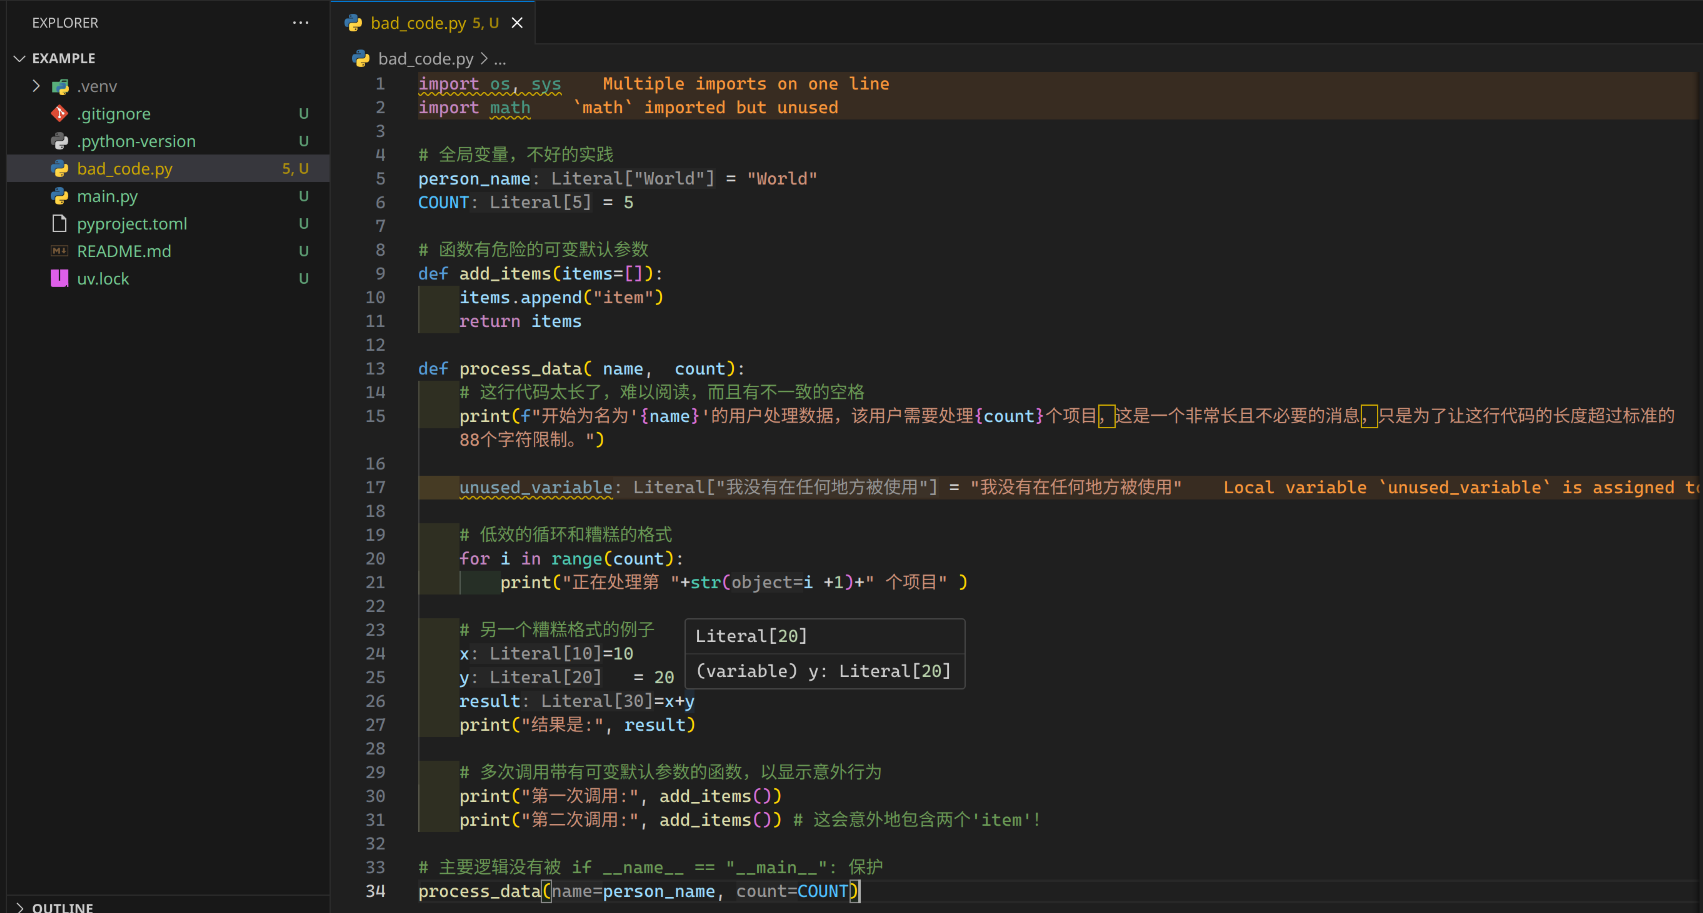 EXPLORER
···
EXAMPLE
.venv
.gitignore U
.python-version U
bad_code.py 5, U
main.py U
pyproject.toml U
README.md U
uv.lock U
OUTLINE
bad_code.py 5, U
bad_code.py > ...
1 import os, sys Multiple imports on one line
2 import math `math` imported but unused
3
4 # 全局变量，不好的实践
5 person_name: Literal["World"] = "World"
6 COUNT: Literal[5] = 5
7
8 # 函数有危险的可变默认参数
9 def add_items(items=[]):
10 items.append("item")
11 return items
12
13 def process_data( name,  count):
14 # 这行代码太长了，难以阅读，而且有不一致的空格
15 print(f"开始为名为'{name}'的用户处理数据，该用户需要处理{count}个项目，这是一个非常长且不必要的消息，只是为了让这行代码的长度超过标准的
88个字符限制。")
16
17 unused_variable: Literal["我没有在任何地方被使用"] = "我没有在任何地方被使用" Local variable `unused_variable` is assigned
18
19 # 低效的循环和糟糕的格式
20 for i in range(count):
21 print("正在处理第 "+str(object=i +1)+" 个项目" )
22
23 # 另一个糟糕格式的例子
24 x: Literal[10]=10
25 y: Literal[20]   = 20
26 result: Literal[30]=x+y
27 print("结果是:", result)
28
29 # 多次调用带有可变默认参数的函数，以显示意外行为
30 print("第一次调用:", add_items())
31 print("第二次调用:", add_items()) # 这会意外地包含两个'item'！
32
33 # 主要逻辑没有被 if __name__ == "__main__": 保护
34 process_data(name=person_name, count=COUNT)
Literal[20]
(variable) y: Literal[20]